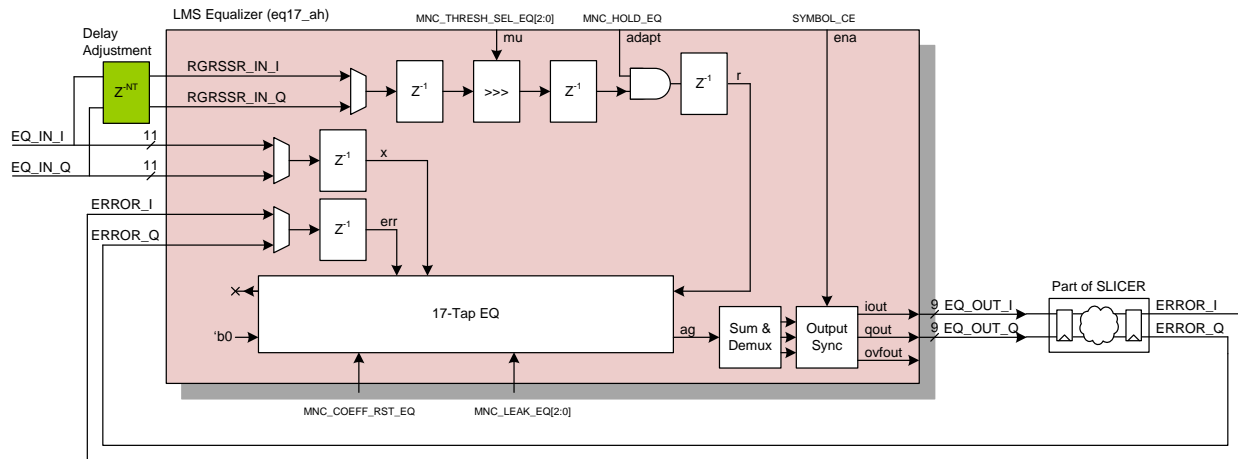 LMS Equalizer (eq17_ah)
MNC_THRESH_SEL_EQ[2:0]
MNC_HOLD_EQ
SYMBOL_CE
Delay
Adjustment
mu
adapt
ena
Z-NT
RGRSSR_IN_I
RGRSSR_IN_Q
Z-1
>>>
Z-1
Z-1
r
EQ_IN_I
11
EQ_IN_Q
11
Z-1
x
ERROR_I
ERROR_Q
Z-1
err
17-Tap EQ
'b0
ag
Sum &
Demux
Output
Sync
iout
qout
ovfout
9
EQ_OUT_I
9
EQ_OUT_Q
Part of SLICER
ERROR_I
ERROR_Q
MNC_COEFF_RST_EQ
MNC_LEAK_EQ[2:0]